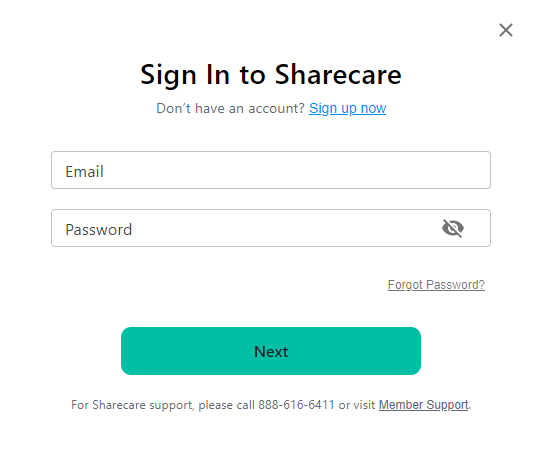 Sign In to Sharecare
Don't have an account? Sign up now
Email
Password
Forgot Password?
Next
For Sharecare support, please call 888-616-6411 or visit Member Support.